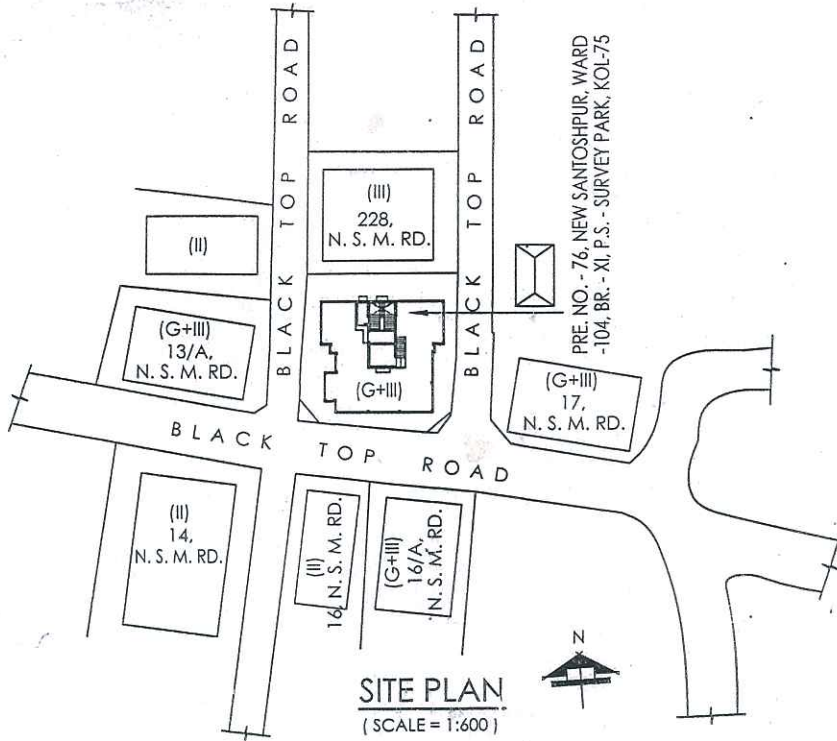 BLACK TOP ROAD
BLACK TOP ROAD
PRE. NO. - 76, NEW SANTOSHPUR, WARD
-104, BR. - XI, P.S. - SURVEY PARK, KOL-75
(III)
228,
N. S. M. RD.
(II)
(G+III)
13/A,
N. S. M. RD.
(G+III)
(G+III)
17,
N. S. M. RD.
BLACK TOP ROAD
(II)
14,
N. S. M. RD.
(II)
16, N. S. M. RD.
(G+III)
16/A,
N. S. M. RD.
N
SITE PLAN
( SCALE = 1:600 )